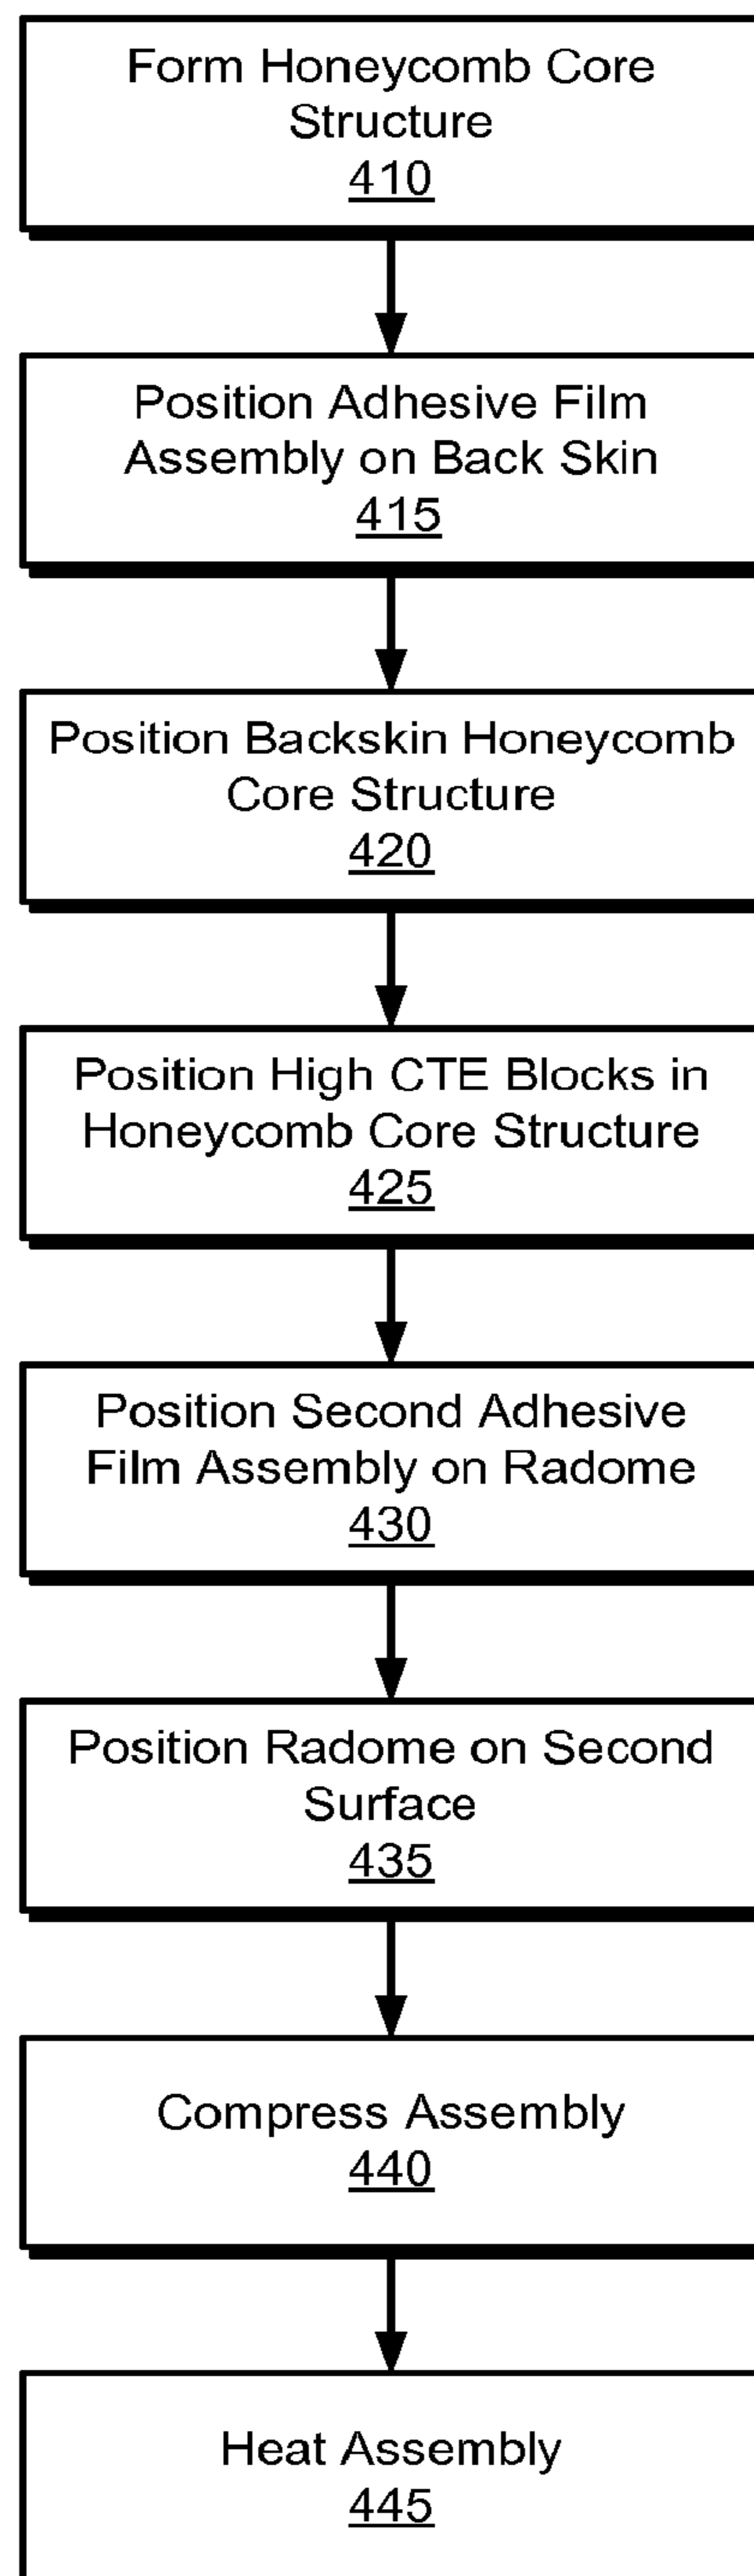 Form Honeycomb Core
Structure
410
Position Adhesive Film
Assembly on Back Skin
415
Position Backskin Honeycomb
Core Structure
420
Position High CTE Blocks in
Honeycomb Core Structure
425
Position Second Adhesive
Film Assembly on Radome
430
Position Radome on Second
Surface
435
Compress Assembly
440
Heat Assembly
445